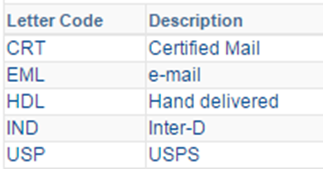 Letter Code Description
CRT Certified Mail
EML e-mail
HDL Hand delivered
IND Inter-D
USP USPS